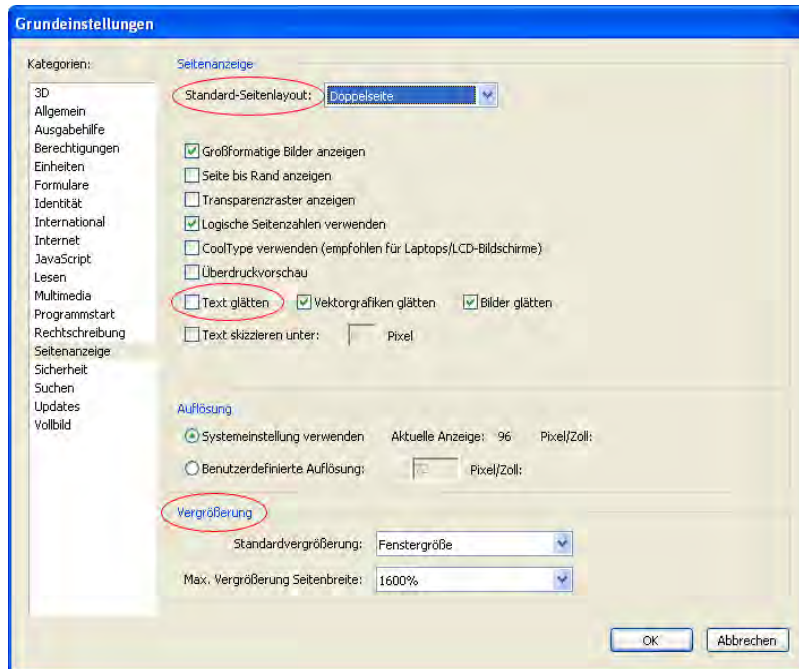 Grundeinstellungen
Kategorien:
3D
Allgemein
Ausgabehilfe
Berechtigungen
Einheiten
Formulare
Identität
International
Internet
JavaScript
Lesen
Multimedia
Programmstart
Rechtschreibung
Seitenanzeige
Sicherheit
Suchen
Updates
Vollbild
Seitenanzeige
Standard-Seitenlayout: Doppelseite
Großformatige Bilder anzeigen
Seite bis Rand anzeigen
Transparenzraster anzeigen
Logische Seitenzahlen verwenden
CoolType verwenden (empfohlen für Laptops/LCD-Bildschirme)
Überdruckvorschau
Text glätten Vektorgrafiken glätten Bilder glätten
Text skizzieren unter: Pixel
Auflösung
Systemeinstellung verwenden Aktuelle Anzeige: 96 Pixel/Zoll:
Benutzerdefinierte Auflösung: Pixel/Zoll:
Vergrößerung
Standardvergrößerung: Fenstergröße
Max. Vergrößerung Seitenbreite: 1600%
OK Abbrechen